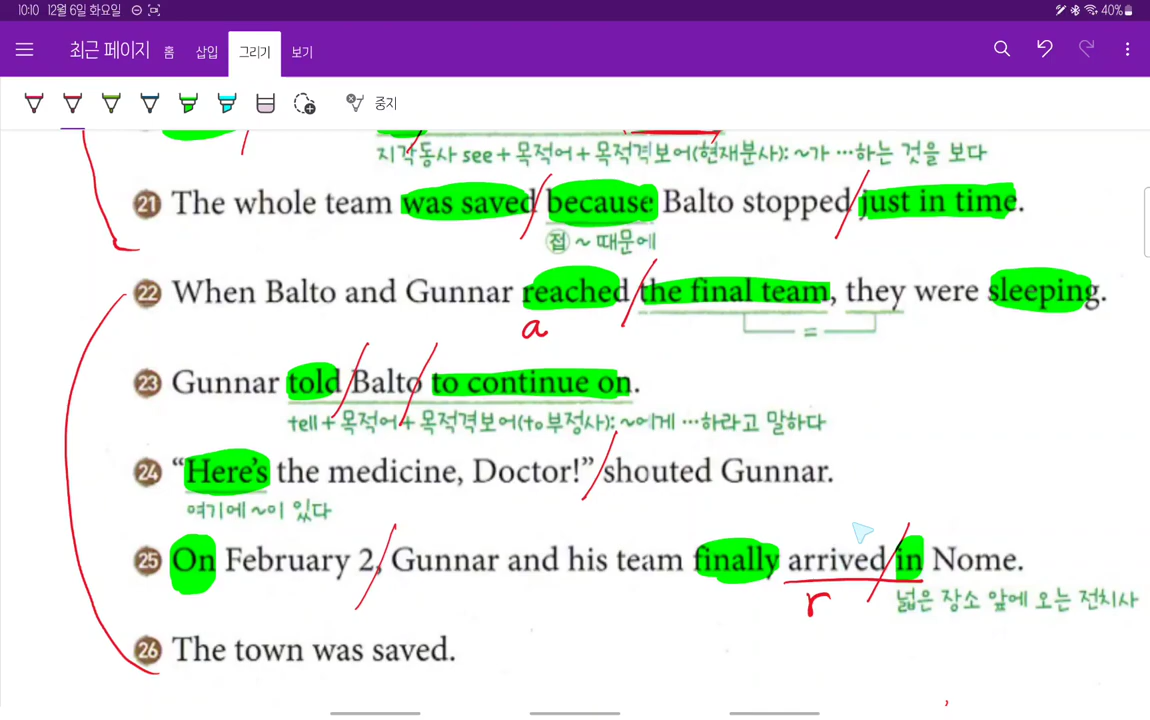 10:10 12월 6일 화요일 40%
최근 페이지 홈 삽입 그리기 보기
중지
지각동사 see + 목적어 + 목적격보어(현재분사): ~가 …하는 것을 보다
21 The whole team was saved because Balto stopped just in time.
접 ~ 때문에
22 When Balto and Gunnar reached the final team, they were sleeping.
a =
23 Gunnar told Balto to continue on.
tell + 목적어 + 목적격보어(to부정사): ~에게 …하라고 말하다
24 “Here’s the medicine, Doctor!” shouted Gunnar.
여기에 ~이 있다
25 On February 2, Gunnar and his team finally arrived in Nome.
r 넓은 장소 앞에 오는 전치사
26 The town was saved.